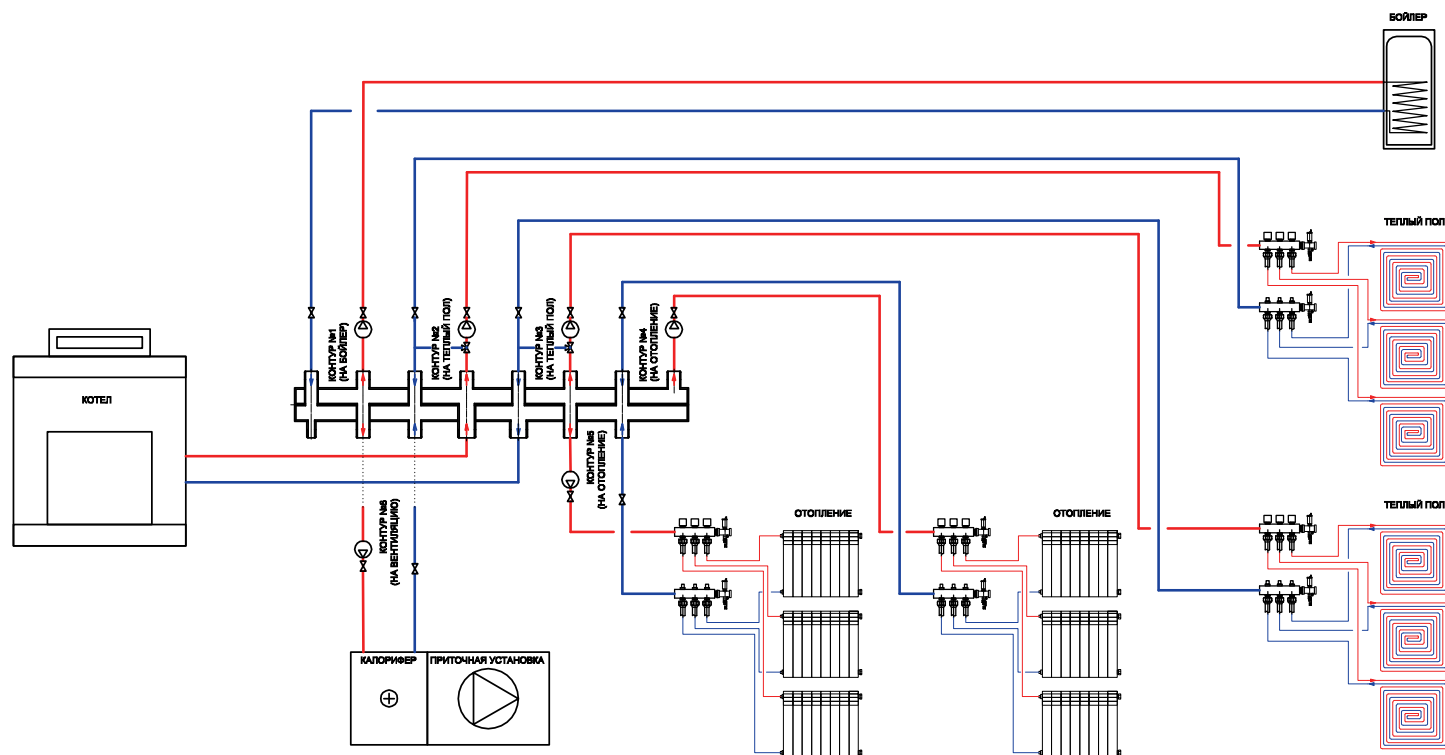 БОЙЛЕР
ТЕПЛЫЙ ПОЛ
КОНТУР №1
(НА БОЙЛЕР)
КОНТУР №2
(НА ТЕПЛЫЙ ПОЛ)
КОНТУР №3
(НА ТЕПЛЫЙ ПОЛ)
КОНТУР №4
(НА ОТОПЛЕНИЕ)
КОТЕЛ
КОНТУР №5
(НА ОТОПЛЕНИЕ)
КОНТУР №6
(НА ВЕНТИЛЯЦИЮ)
ОТОПЛЕНИЕ
ОТОПЛЕНИЕ
ТЕПЛЫЙ ПОЛ
КАЛОРИФЕР
ПРИТОЧНАЯ УСТАНОВКА